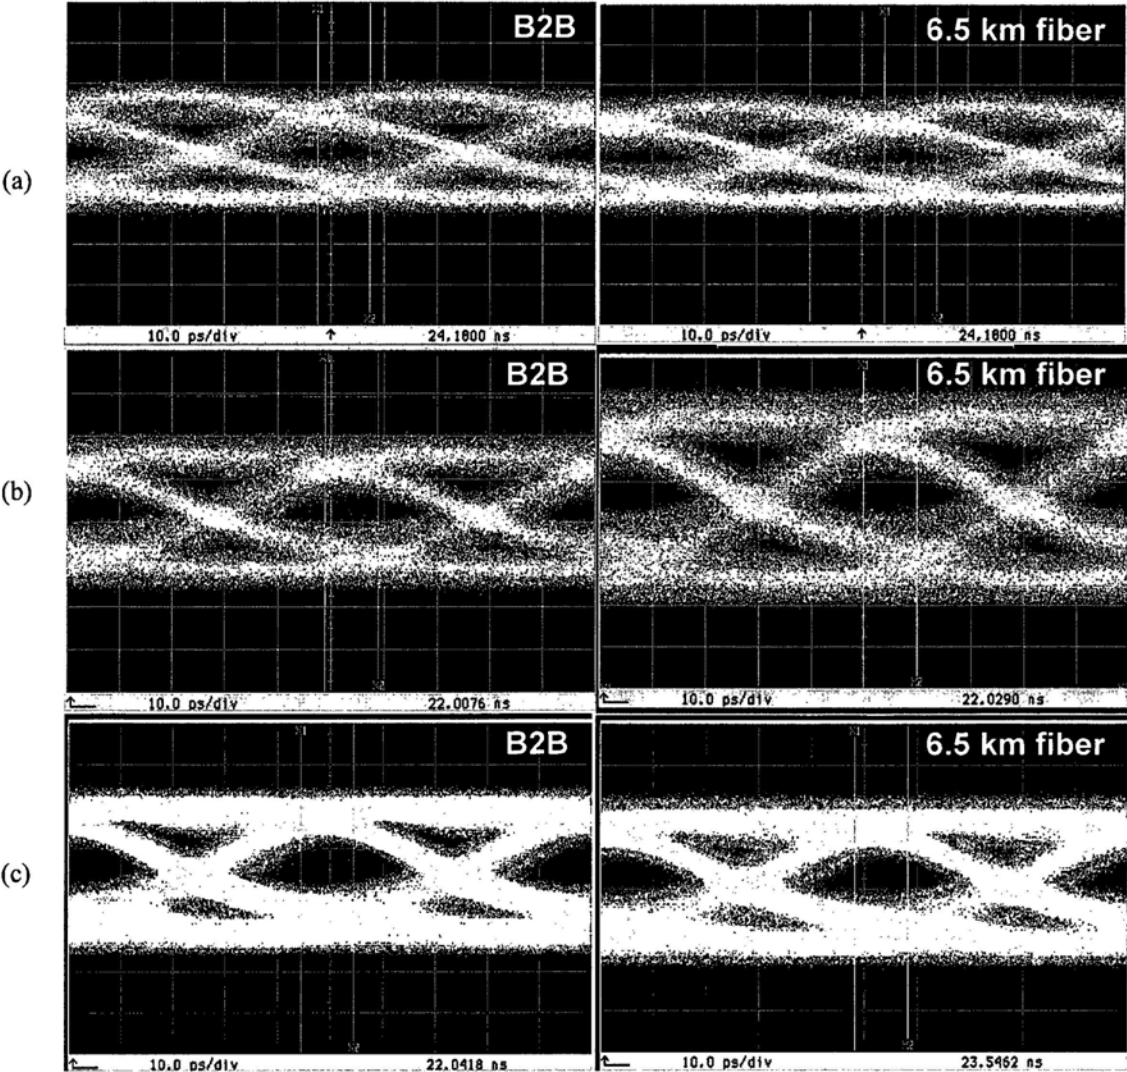 B2B
6.5 km fiber
(a)
10.0 ps/div 24.1800 ns
10.0 ps/div 24.1800 ns
B2B
6.5 km fiber
(b)
10.0 ps/div 22.0076 ns
10.0 ps/div 22.0290 ns
B2B
6.5 km fiber
(c)
10.0 ps/div 22.0418 ns
10.0 ps/div 23.5462 ns